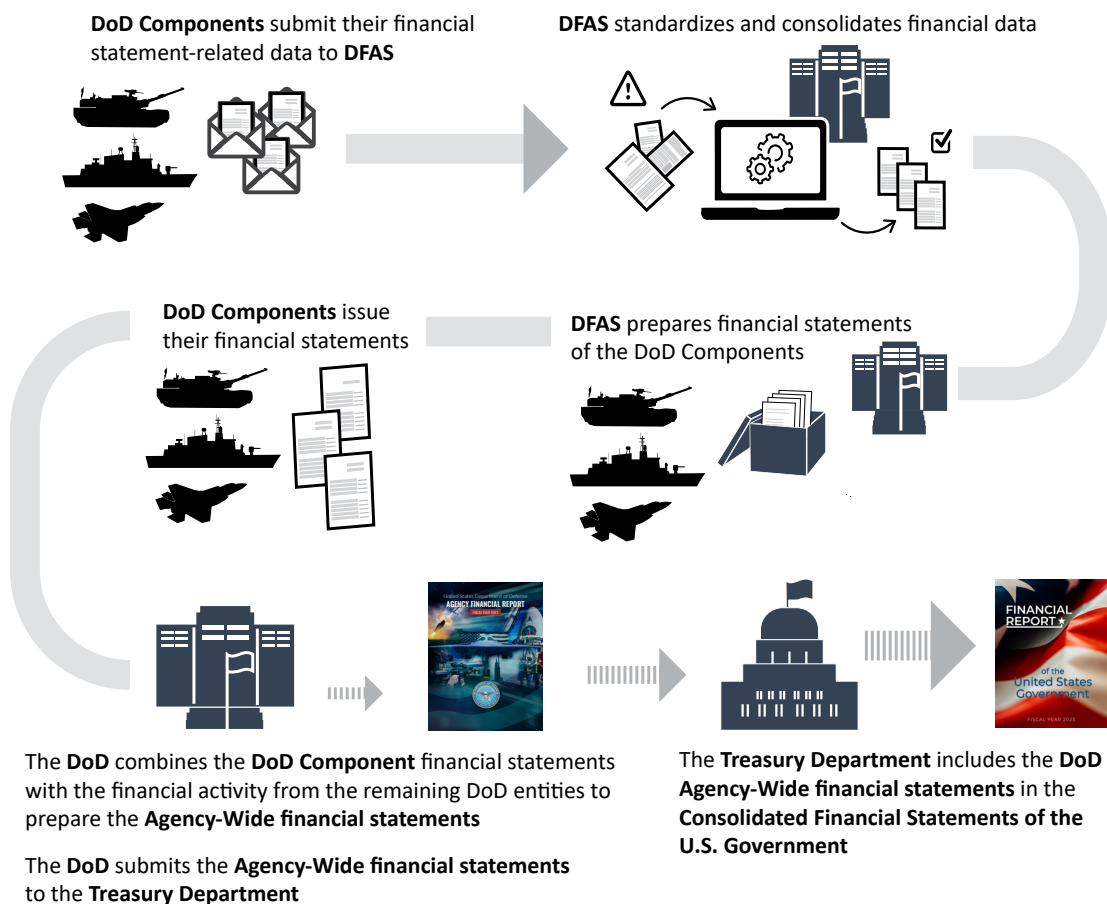 DoD Components submit their financial
statement-related data to DFAS
DFAS standardizes and consolidates financial data
DoD Components issue
their financial statements
DFAS prepares financial statements
of the DoD Components
United States Department of Defense
AGENCY FINANCIAL REPORT
FISCAL YEAR 2023
FINANCIAL
REPORT
of the
United States
Government
FISCAL YEAR 2023
The DoD combines the DoD Component financial statements
with the financial activity from the remaining DoD entities to
prepare the Agency-Wide financial statements
The DoD submits the Agency-Wide financial statements
to the Treasury Department
The Treasury Department includes the DoD
Agency-Wide financial statements in the
Consolidated Financial Statements of the
U.S. Government